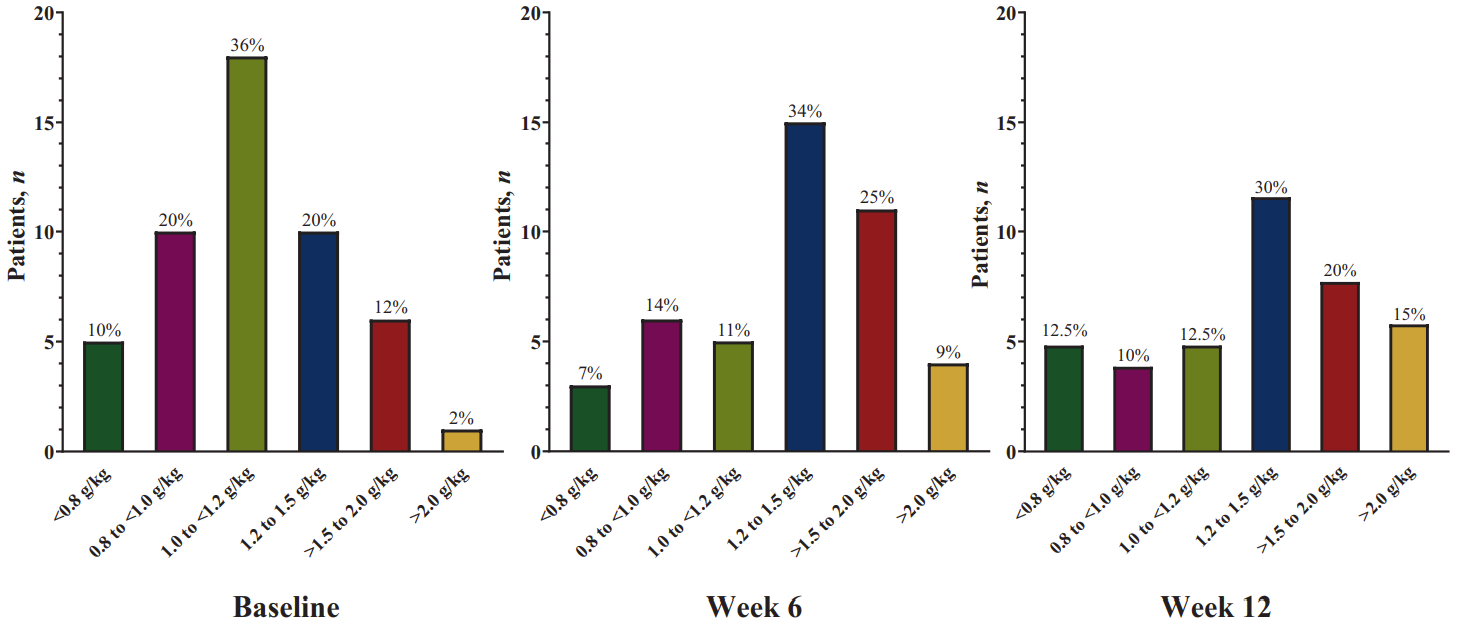 20
15
10
5
0
Patients, n
10%
20%
36%
20%
12%
2%
<0.8 g/kg
0.8 to <1.0 g/kg
1.0 to <1.2 g/kg
1.2 to 1.5 g/kg
>1.5 to 2.0 g/kg
>2.0 g/kg
Baseline
20
15
10
5
0
Patients, n
7%
14%
11%
34%
25%
9%
<0.8 g/kg
0.8 to <1.0 g/kg
1.0 to <1.2 g/kg
1.2 to 1.5 g/kg
>1.5 to 2.0 g/kg
>2.0 g/kg
Week 6
20
15
10
5
0
Patients, n
12.5%
10%
12.5%
30%
20%
15%
<0.8 g/kg
0.8 to <1.0 g/kg
1.0 to <1.2 g/kg
1.2 to 1.5 g/kg
>1.5 to 2.0 g/kg
>2.0 g/kg
Week 12